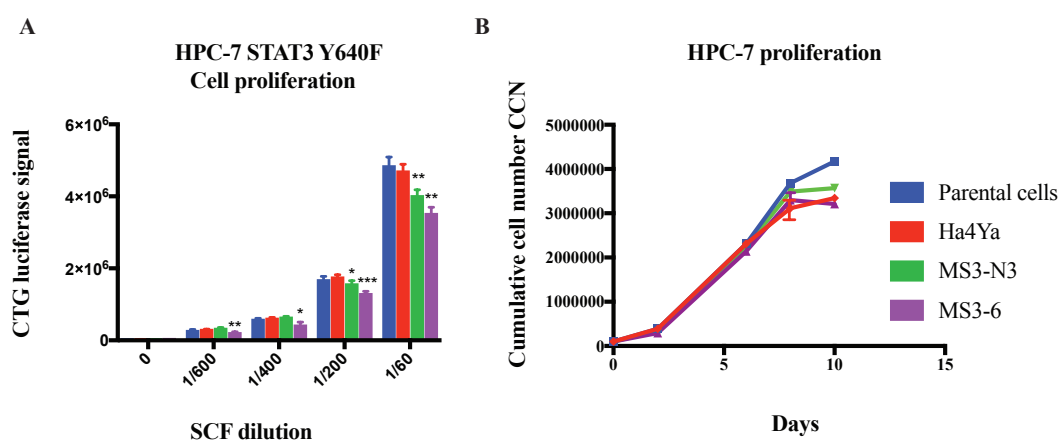 A
HPC-7 STAT3 Y640F
Cell proliferation
CTG luciferase signal
6×10⁶
4×10⁶
2×10⁶
0
** 
**
*
***
*
**
0
1/600
1/400
1/200
1/60
SCF dilution
B
HPC-7 proliferation
Cumulative cell number CCN
5000000
4000000
3000000
2000000
1000000
0
0
5
10
15
Days
Parental cells
Ha4Ya
MS3-N3
MS3-6